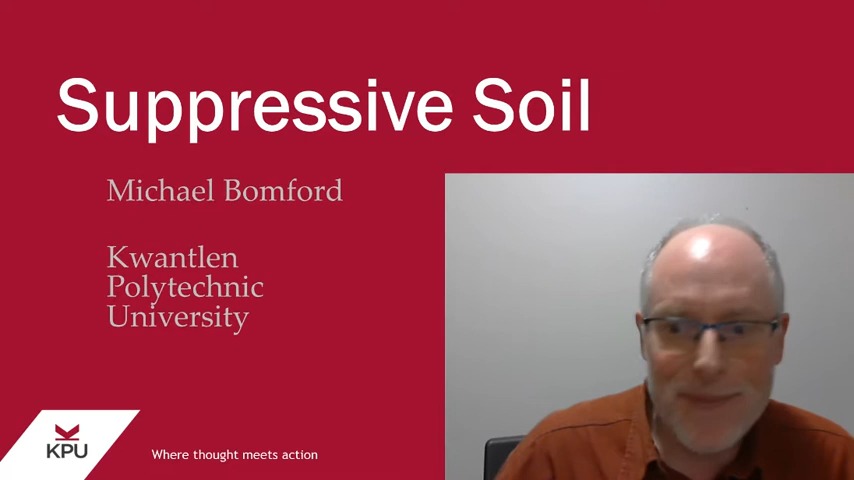 Suppressive Soil
Michael Bomford
Kwantlen
Polytechnic
University
KPU
Where thought meets action